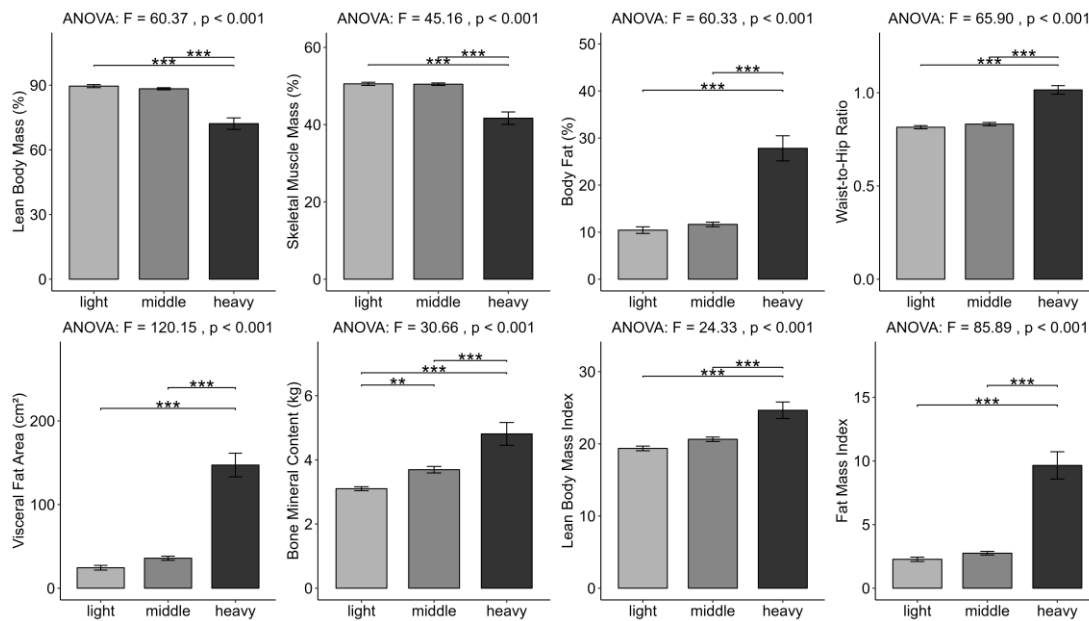 ANOVA: F = 60.37 , p < 0.001
***
***
Lean Body Mass (%)
90
60
30
0
light middle heavy
ANOVA: F = 45.16 , p < 0.001
***
***
Skeletal Muscle Mass (%)
60
40
20
0
light middle heavy
ANOVA: F = 60.33 , p < 0.001
***
***
Body Fat (%)
50
40
30
20
10
0
light middle heavy
ANOVA: F = 65.90 , p < 0.001
***
***
Waist-to-Hip Ratio
1.0
0.5
0.0
light middle heavy
ANOVA: F = 120.15 , p < 0.001
***
***
Visceral Fat Area (cm²)
200
100
0
light middle heavy
ANOVA: F = 30.66 , p < 0.001
***
***
**
Bone Mineral Content (kg)
6
4
2
0
light middle heavy
ANOVA: F = 24.33 , p < 0.001
***
***
Lean Body Mass Index
30
20
10
0
light middle heavy
ANOVA: F = 85.89 , p < 0.001
***
***
Fat Mass Index
15
10
5
0
light middle heavy